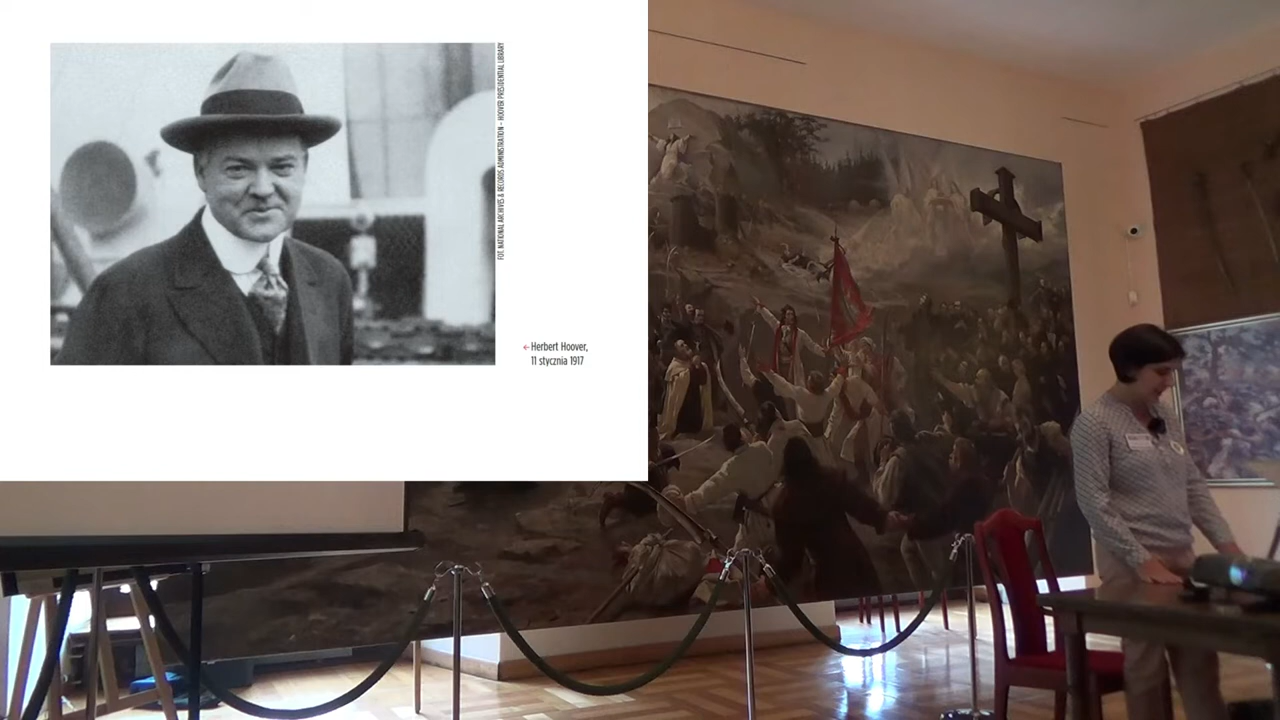 FOT. NATIONAL ARCHIVES & RECORDS ADMINISTRATION – HOOVER PRESIDENTIAL LIBRARY
←Herbert Hoover,
11 stycznia 1917